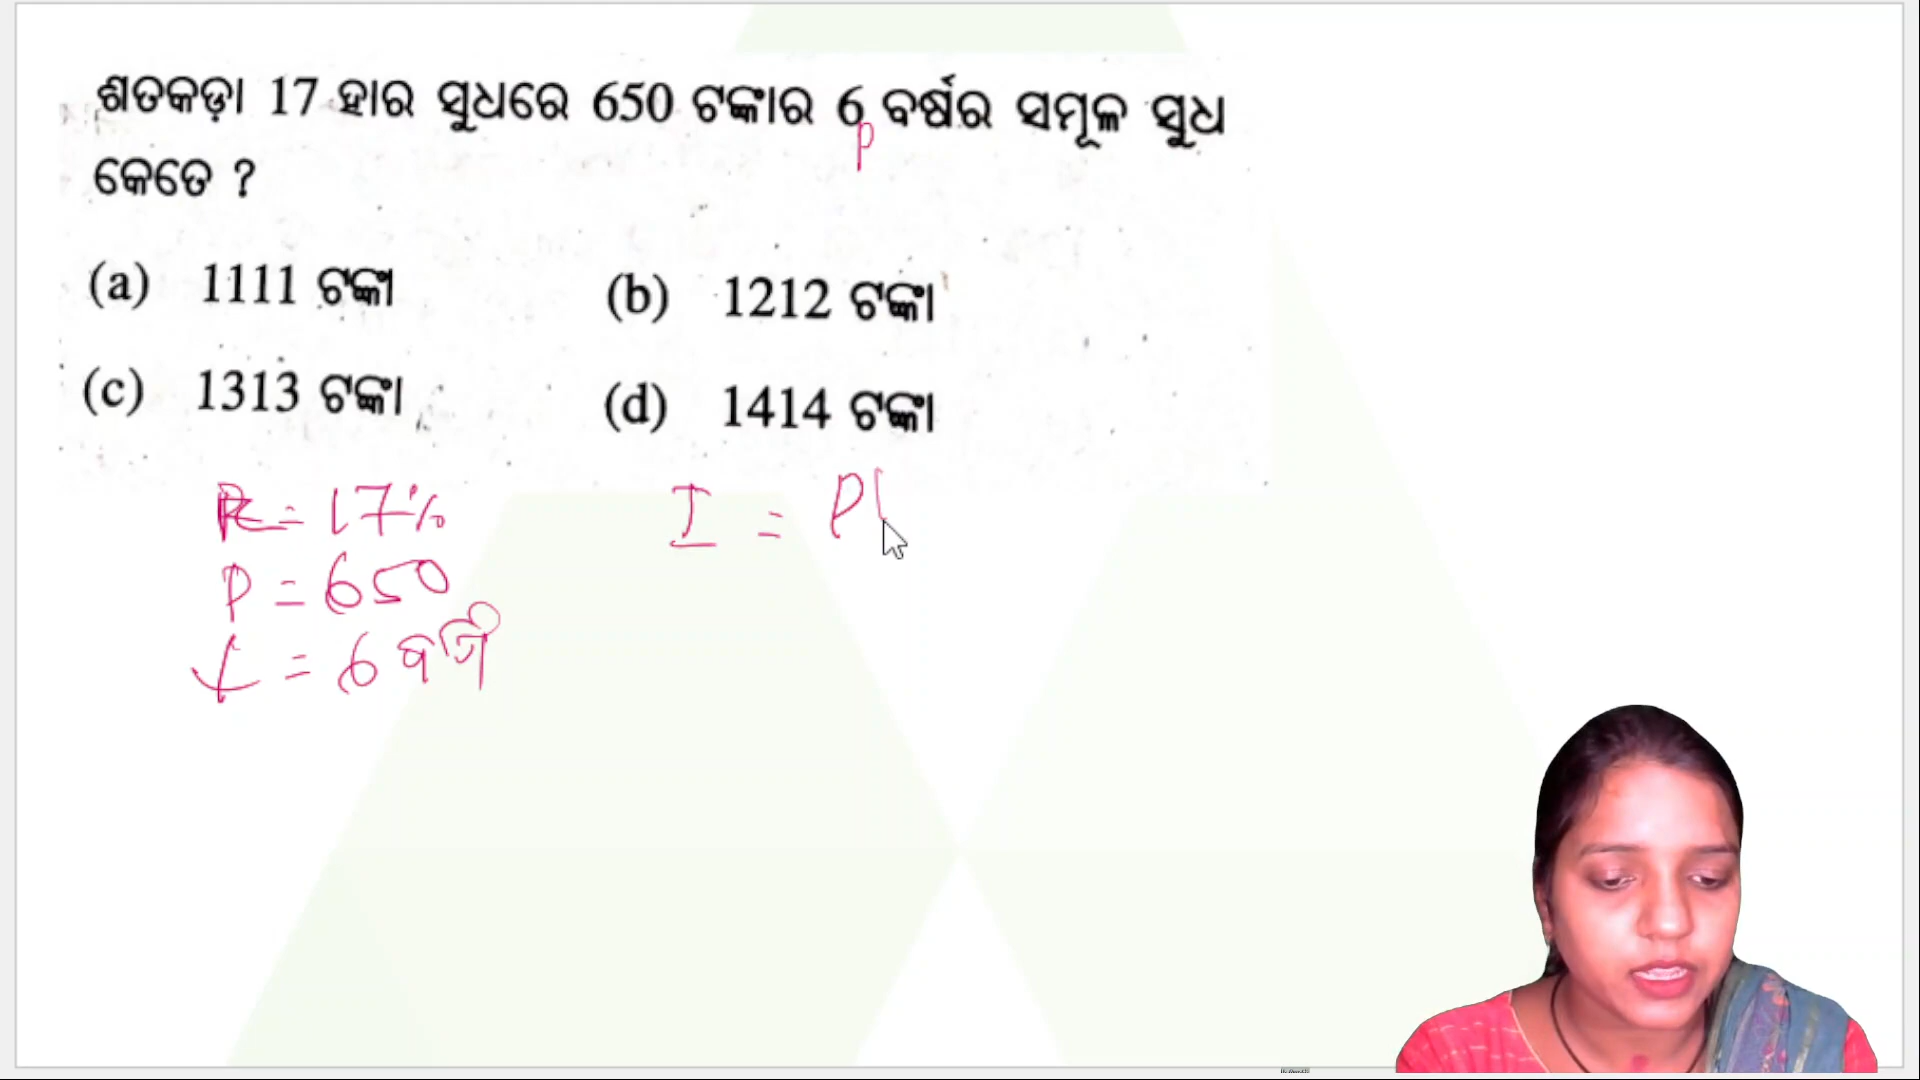 ଶତକଡ଼ା 17 ହାର ସୁଧରେ 650 ଟଙ୍କାର 6 ବର୍ଷର ସମୂଳ ସୁଧ
P
କେତେ ?
(a) 1111 ଟଙ୍କା (b) 1212 ଟଙ୍କା
(c) 1313 ଟଙ୍କା (d) 1414 ଟଙ୍କା
R = 17% I = P
P = 650
t = 6 ବର୍ଷ